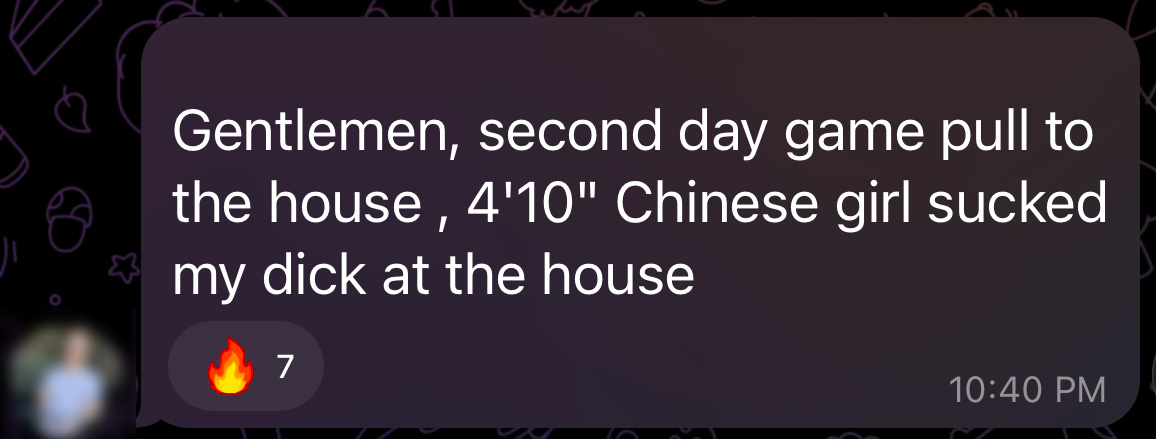 Gentlemen, second day game pull to
the house , 4'10" Chinese girl sucked
my dick at the house
🔥 7
10:40 PM